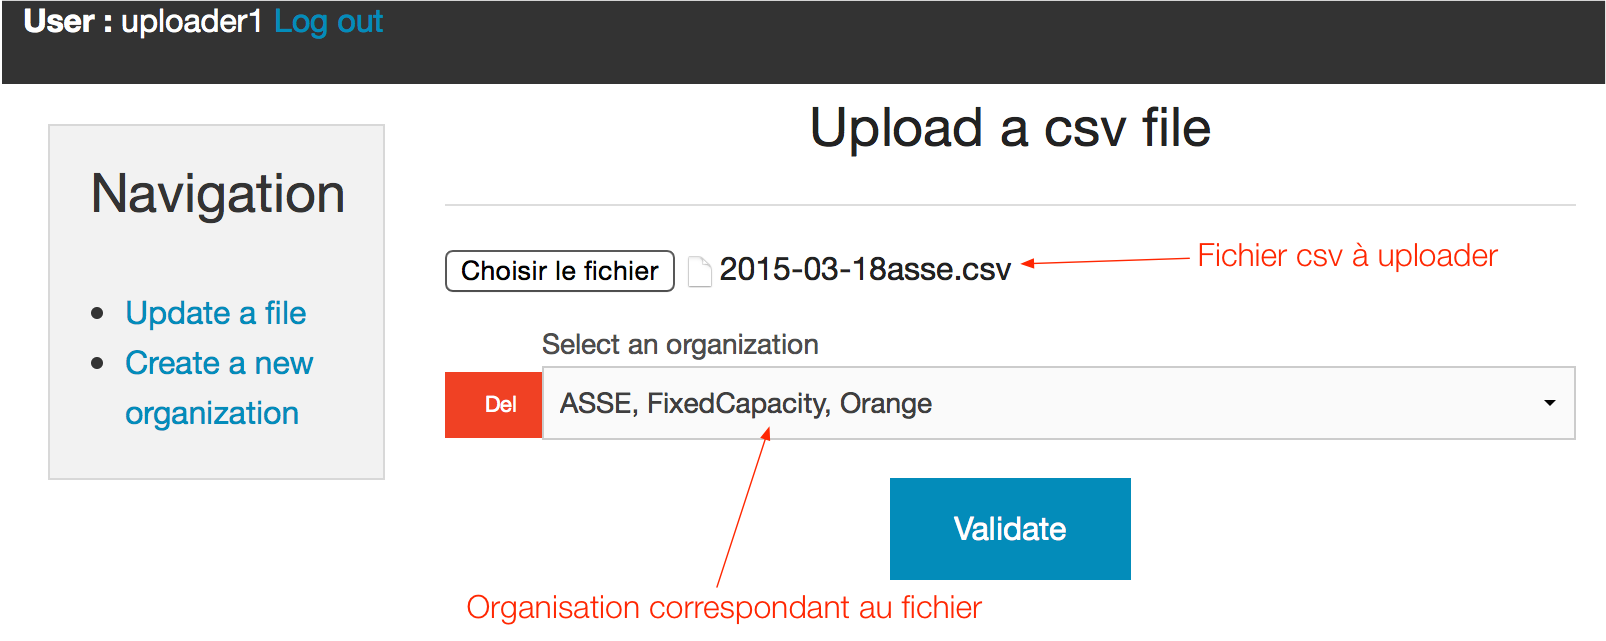 User : uploader1 Log out
Upload a csv file
Navigation
Update a file
Create a new
organization
Choisir le fichier 2015-03-18asse.csv
Fichier csv à uploader
Select an organization
Del
ASSE, FixedCapacity, Orange
Validate
Organisation correspondant au fichier